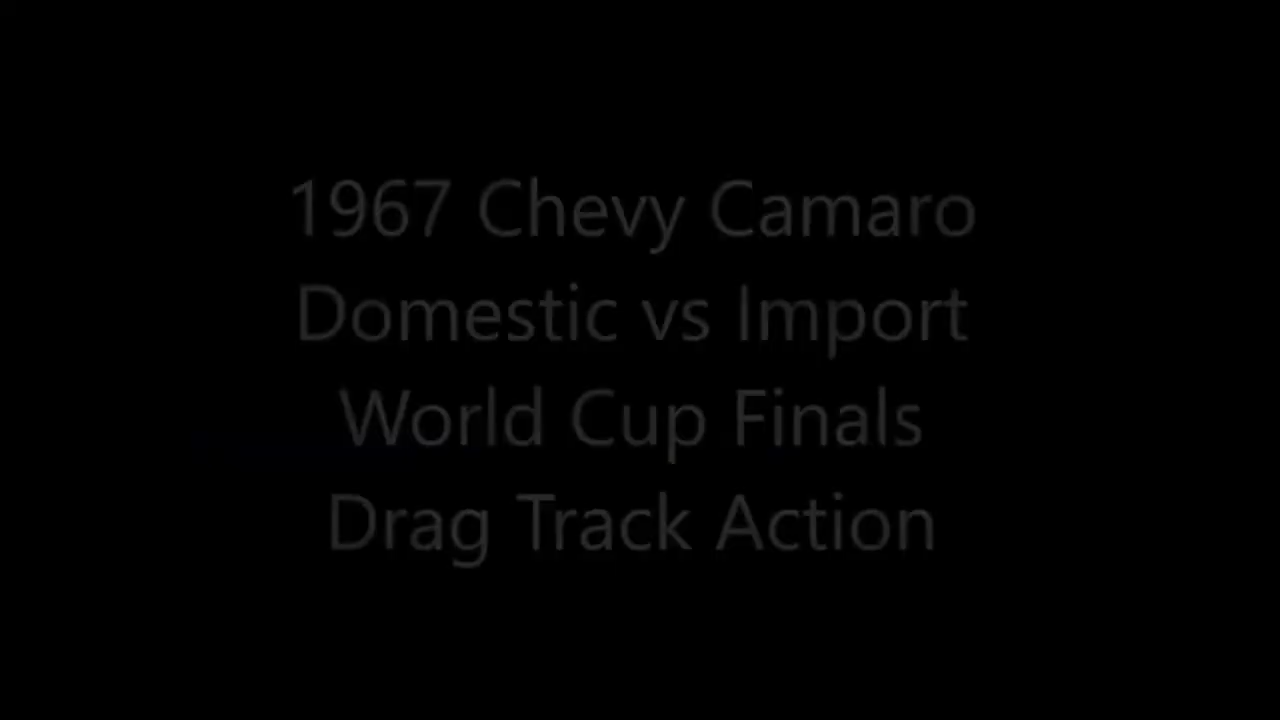 1967 Chevy Camaro
Domestic vs Import
World Cup Finals
Drag Track Action